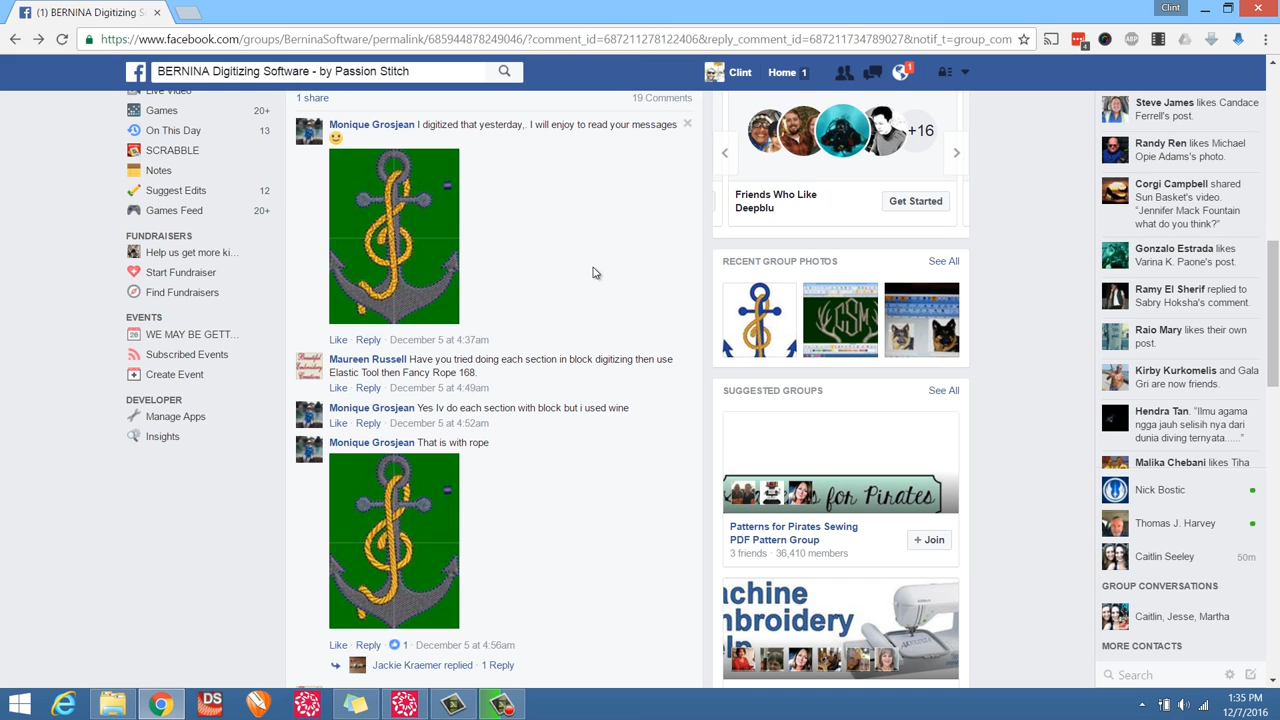 (1) BERNINA Digitizing S
Clint
https://www.facebook.com/groups/BerninaSoftware/permalink/685944878249046/?comment_id=687211278122406&reply_comment_id=687211734789027&notif_t=group_com
4
ABP
BERNINA Digitizing Software - by Passion Stitch
Clint
Home 1
1
Live Video
Games 20+
On This Day 13
SCRABBLE
Notes
Suggest Edits 12
Games Feed 20+
FUNDRAISERS
Help us get more ki...
Start Fundraiser
Find Fundraisers
EVENTS
WE MAY BE GETT...
Subscribed Events
Create Event
DEVELOPER
Manage Apps
Insights
1 share
19 Comments
Monique Grosjean I digitized that yesterday,. I will enjoy to read your messages
Like · Reply · December 5 at 4:37am
Maureen Russell Have you tried doing each section in block digitizing then use
Elastic Tool then Fancy Rope 168.
Like · Reply · December 5 at 4:49am
Monique Grosjean Yes Iv do each section with block but i used wine
Like · Reply · December 5 at 4:52am
Monique Grosjean That is with rope
Like · Reply · 1 · December 5 at 4:56am
Jackie Kraemer replied · 1 Reply
+16
Friends Who Like
Deepblu
Get Started
RECENT GROUP PHOTOS
See All
GSM
SUGGESTED GROUPS
See All
s for Pirates
Patterns for Pirates Sewing
PDF Pattern Group
3 friends · 36,410 members
+ Join
achine
mbroidery
elp
Steve James likes Candace
Ferrell's post.
Randy Ren likes Michael
Opie Adams's photo.
Corgi Campbell shared
Sun Basket's video.
"Jennifer Mack Fountain
what do you think?"
Gonzalo Estrada likes
Varina K. Paone's post.
Ramy El Sherif replied to
Sabry Hoksha's comment.
Raio Mary likes their own
post.
Kirby Kurkomelis and Gala
Gri are now friends.
Hendra Tan. "Ilmu agama
ngga jauh selisih nya dari
dunia diving ternyata......"
Malika Chebani likes Tiha
Nick Bostic
Thomas J. Harvey
Caitlin Seeley 50m
GROUP CONVERSATIONS
Caitlin, Jesse, Martha
MORE CONTACTS
Search
DS
1:35 PM
12/7/2016